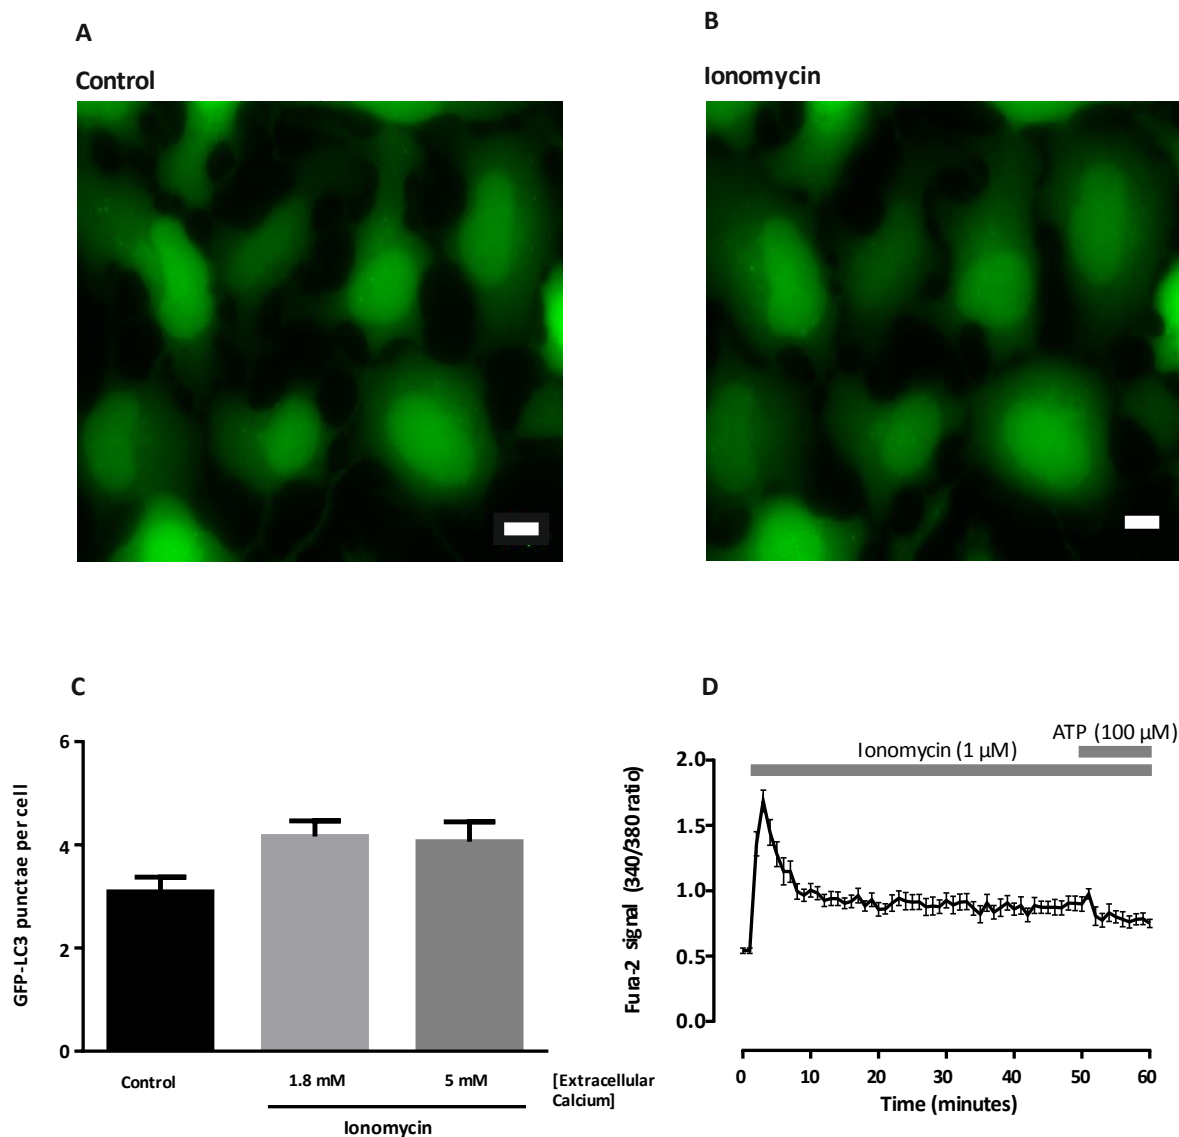 A
Control
B
Ionomycin
C
6
4
2
0
GFP-LC3 punctae per cell
Control
1.8 mM
5 mM
[Extracellular
Calcium]
Ionomycin
D
ATP (100 µM)
Ionomycin (1 µM)
2.0
1.5
1.0
0.5
0.0
Fura-2 signal (340/380 ratio)
0
10
20
30
40
50
60
Time (minutes)